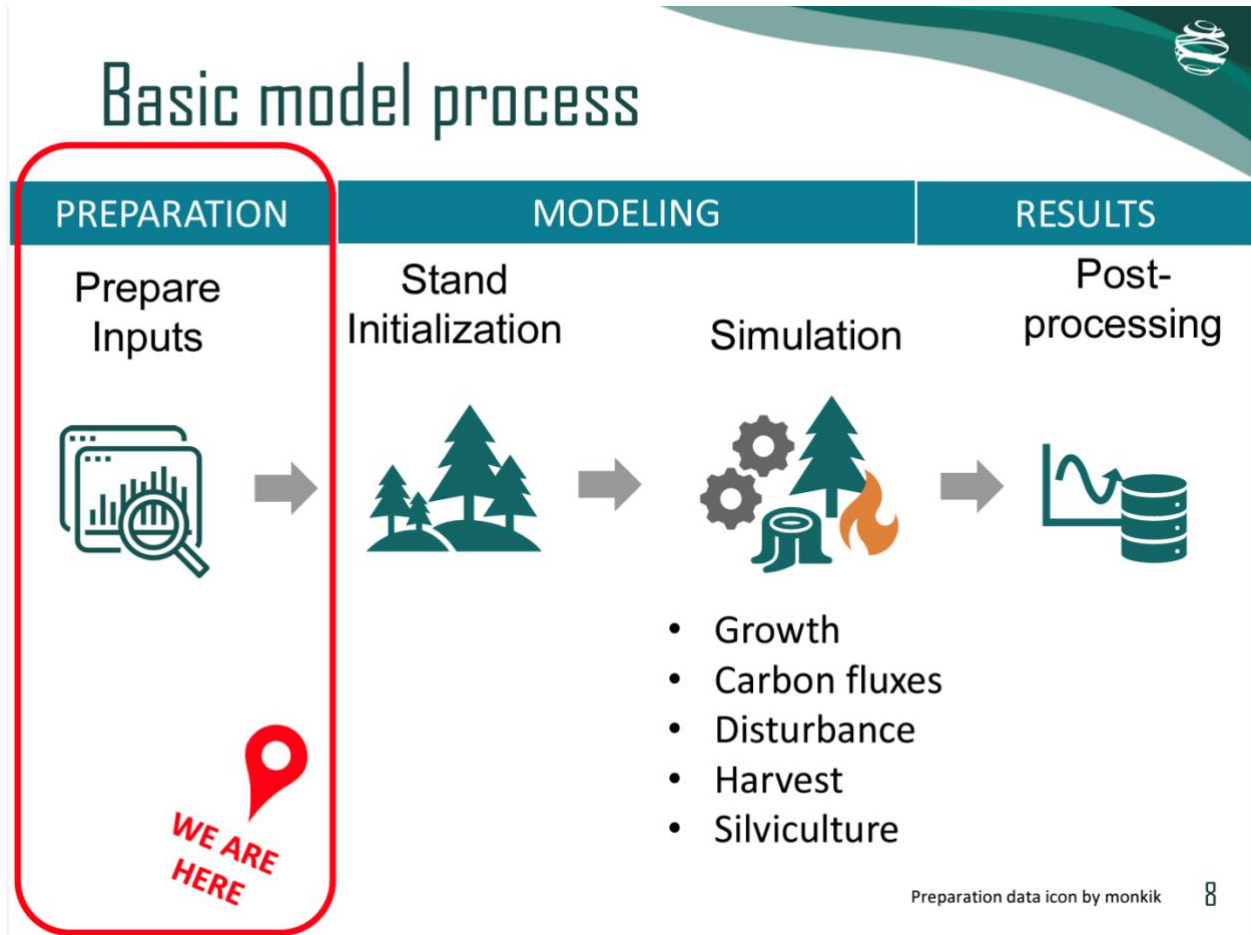 Basic model process
PREPARATION
MODELING
RESULTS
Prepare
Inputs
Stand
Initialization
Simulation
Post-
processing
• Growth
• Carbon fluxes
• Disturbance
• Harvest
• Silviculture
WE ARE
HERE
Preparation data icon by monkik
8